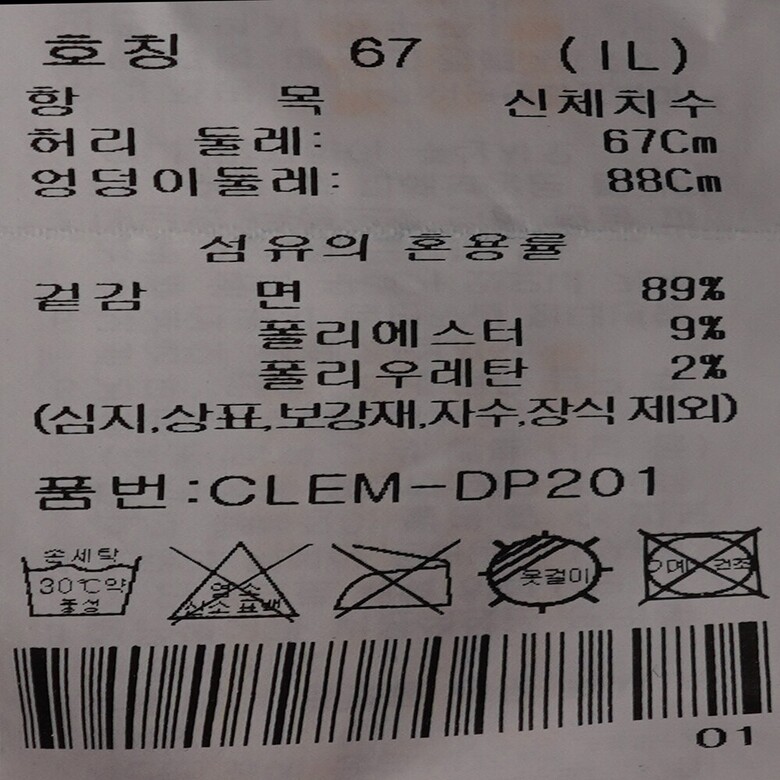 호칭 67 (IL)
항 목 신체치수
허리 둘레: 67Cm
엉덩이둘레: 88Cm
섬유의 혼용률
겉감 면 89%
폴리에스터 9%
폴리우레탄 2%
(심지,상표,보강재,자수,장식 제외)
품번:CLEM-DP201
손세탁
30℃약
중성
염소
산소표백
옷걸이
기계 건조
01